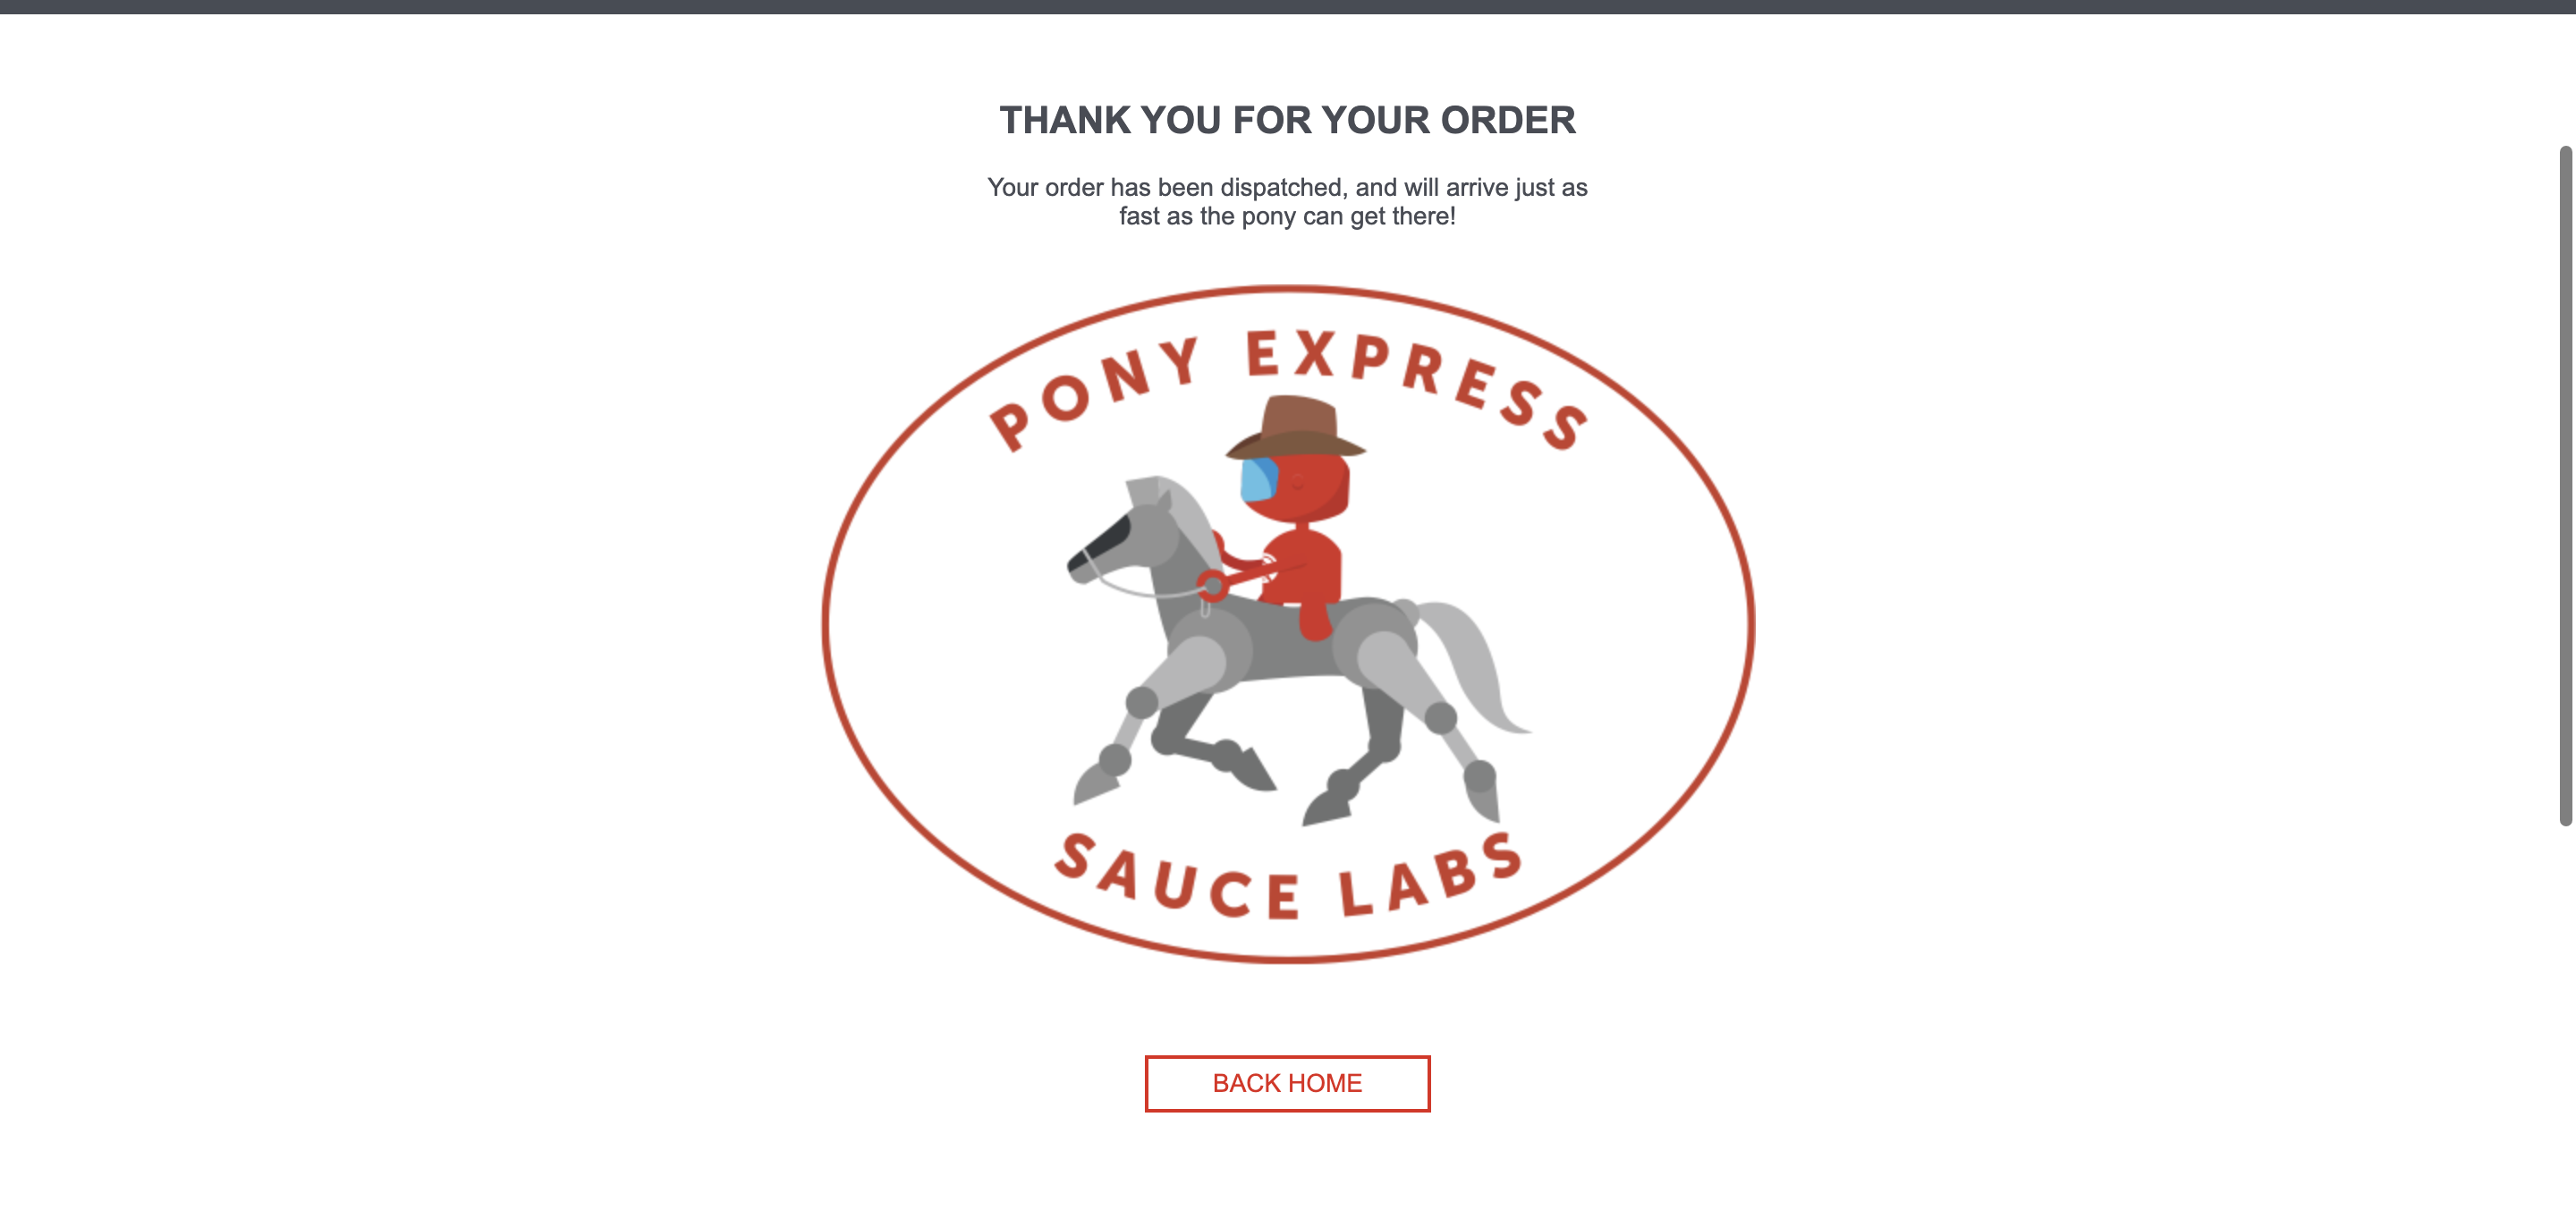 THANK YOU FOR YOUR ORDER
Your order has been dispatched, and will arrive just as
fast as the pony can get there!
PONY EXPRESS
SAUCE LABS
BACK HOME